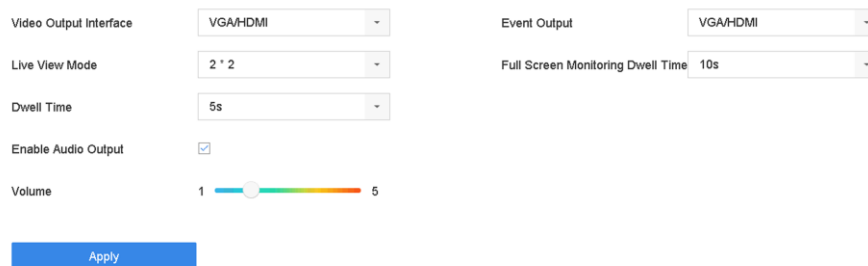 Video Output Interface VGA/HDMI Event Output VGA/HDMI
Live View Mode 2 * 2 Full Screen Monitoring Dwell Time 10s
Dwell Time 5s
Enable Audio Output
Volume 1 5
Apply